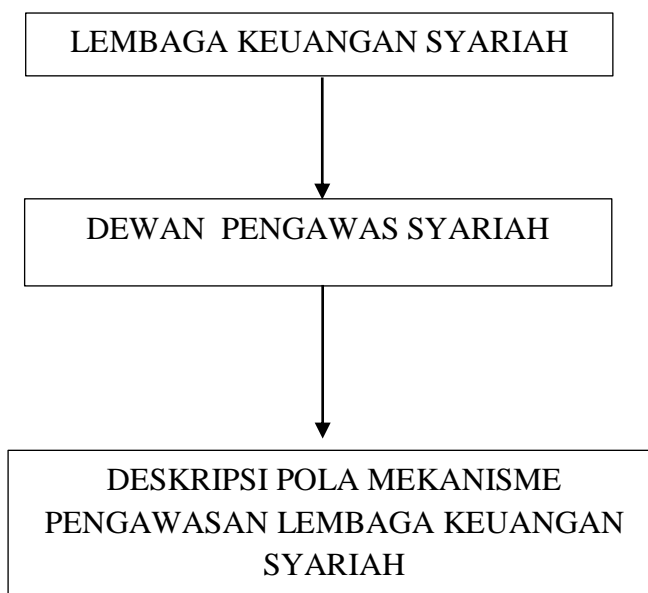 LEMBAGA KEUANGAN SYARIAH
DEWAN PENGAWAS SYARIAH
DESKRIPSI POLA MEKANISME
PENGAWASAN LEMBAGA KEUANGAN
SYARIAH